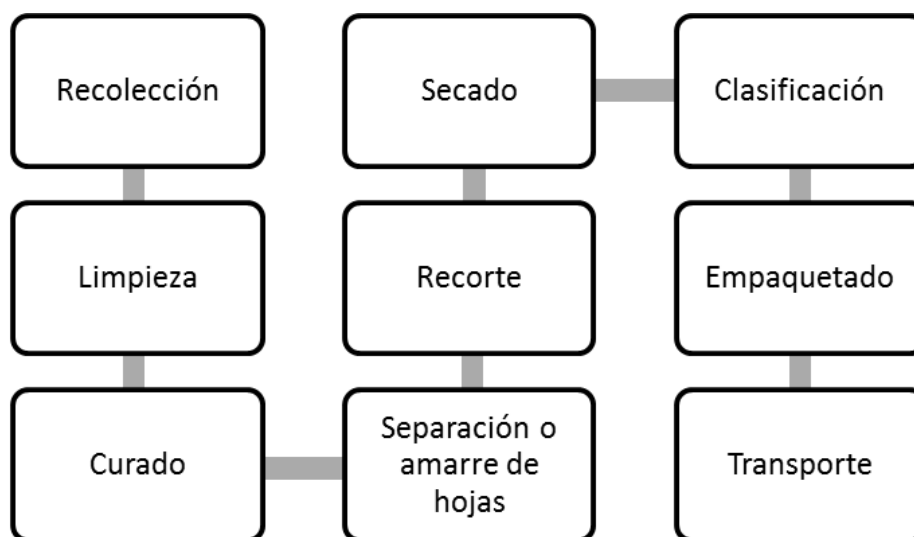 Recolección
Secado
Clasificación
Limpieza
Recorte
Empaquetado
Curado
Separación o
amarre de
hojas
Transporte